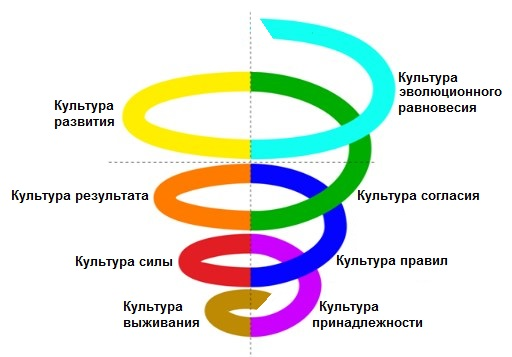 Культура
эволюционного
равновесия
Культура
развития
Культура результата
Культура согласия
Культура силы
Культура правил
Культура
выживания
Культура
принадлежности